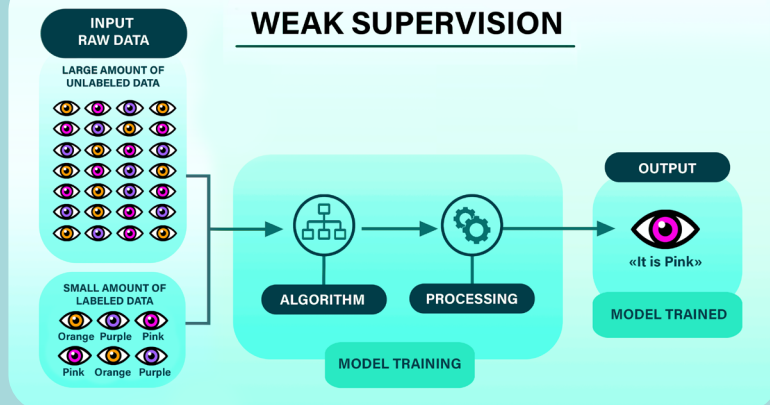 WEAK SUPERVISION
INPUT
RAW DATA
LARGE AMOUNT OF
UNLABELED DATA
SMALL AMOUNT OF
LABELED DATA
Orange Purple Pink
Pink Orange Purple
ALGORITHM
PROCESSING
MODEL TRAINING
OUTPUT
«It is Pink»
MODEL TRAINED